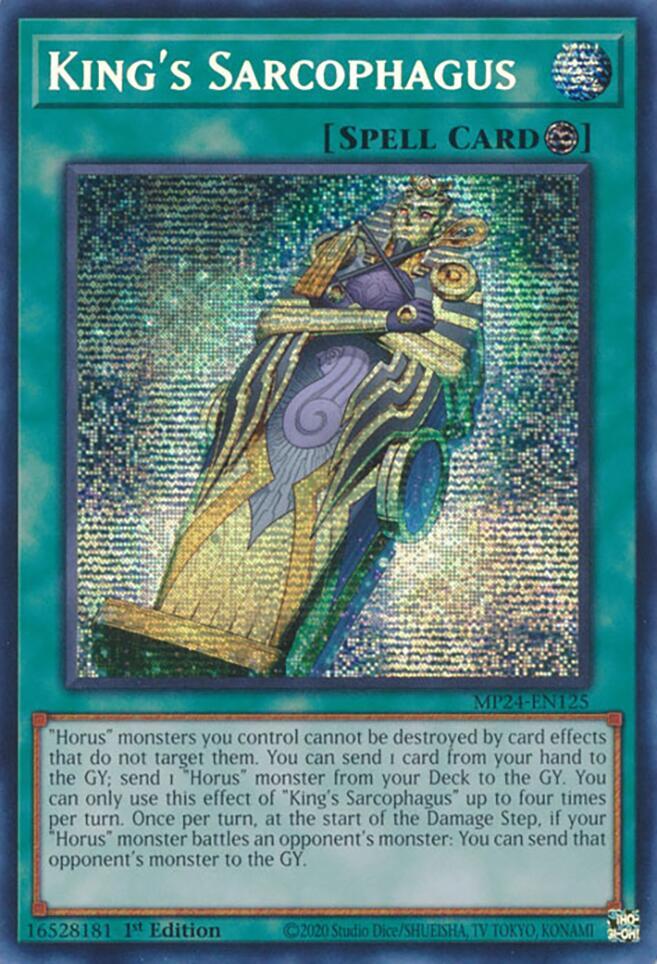 KING'S SARCOPHAGUS
[SPELL CARD]
MP24-EN125
"Horus" monsters you control cannot be destroyed by card effects
that do not target them. You can send 1 card from your hand to
the GY; send 1 "Horus" monster from your Deck to the GY. You
can only use this effect of "King's Sarcophagus" up to four times
per turn. Once per turn, at the start of the Damage Step, if your
"Horus" monster battles an opponent's monster: You can send that
opponent's monster to the GY.
16528181 1st Edition ©2020 Studio Dice/SHUEISHA, TV TOKYO, KONAMI